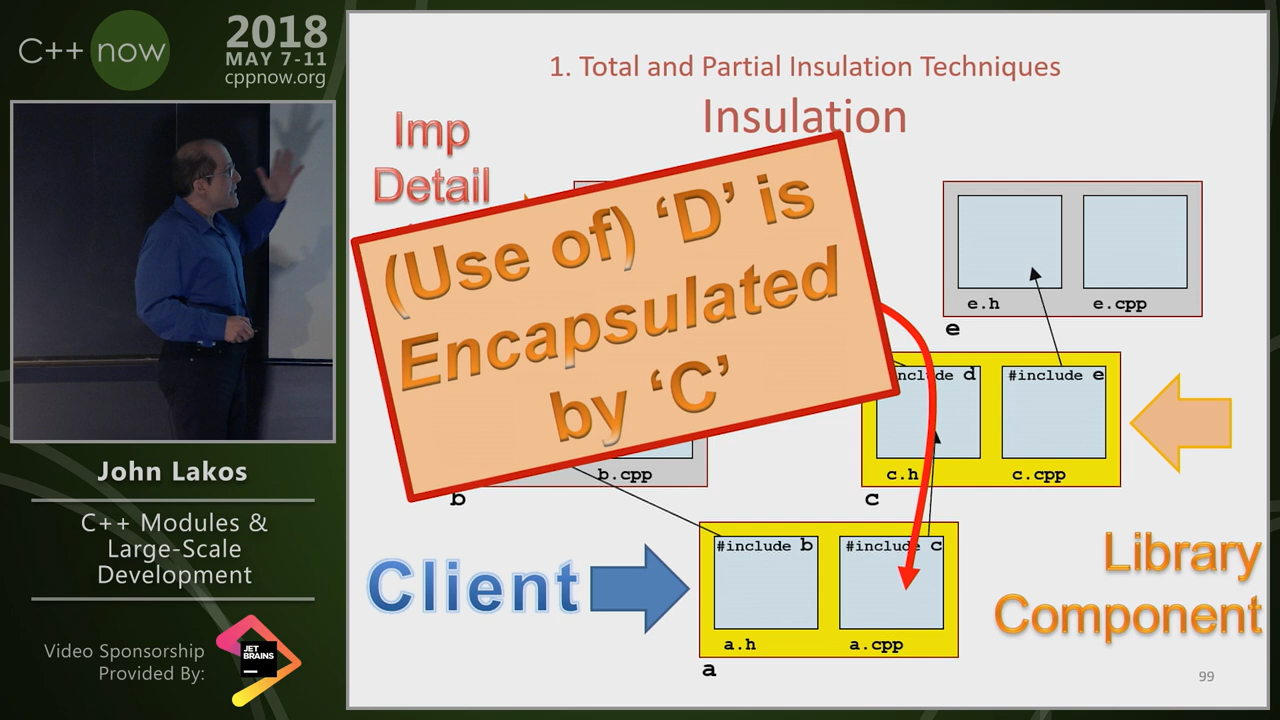 C++ now
2018
MAY 7-11
cppnow.org
John Lakos
C++ Modules &
Large-Scale
Development
Video Sponsorship
Provided By:
JET
BRAINS
1. Total and Partial Insulation Techniques
Insulation
Imp
Detail
(Use of) ‘D’ is
Encapsulated
by ‘C’
e.h
e.cpp
e
nclude d
#include e
c.h
c.cpp
c
b.cpp
b
Client
#include b
#include c
a.h
a.cpp
a
Library
Component
99